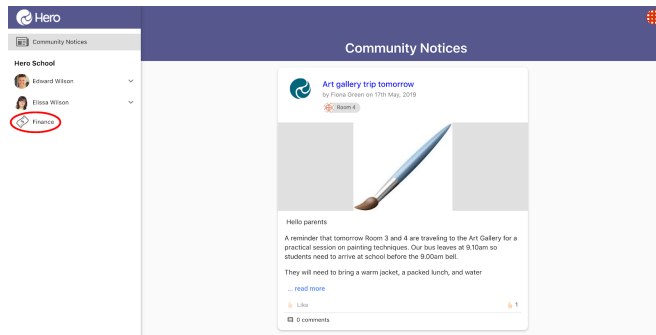 Hero
Community Notices
Hero School
Edward Wilson
Elissa Wilson
Finance
Community Notices
Art gallery trip tomorrow
by Fiona Green on 17th May, 2019
Room 4
Hello parents
A reminder that tomorrow Room 3 and 4 are traveling to the Art Gallery for a
practical session on painting techniques. Our bus leaves at 9.10am so
students need to arrive at school before the 9.00am bell.
They will need to bring a warm jacket, a packed lunch, and water
... read more
Like
1
0 comments